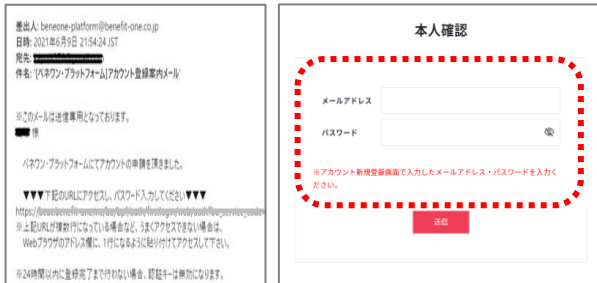 差出人: beneone-platform@benefit-one.co.jp
日時: 2021年6月9日 21:54:24 JST
宛先:
件名: '[ベネワン・プラットフォーム]アカウント登録案内メール'
※このメールは送信専用となっております。
様
ベネワン・プラットフォームにてアカウントの申請を頂きました。
▼▼▼下記のURLにアクセスし、パスワード入力してください▼▼▼
※上記URLが複数行になっている場合など、うまくアクセスできない場合は、
Webブラウザのアドレス欄に、1行になるように貼り付けてアクセスして下さい。
※24時間以内に登録完了まで行わない場合、認証キーは無効になります。
本人確認
メールアドレス
パスワード
※アカウント新規登録画面で入力したメールアドレス・パスワードを入力く
ださい。
送信